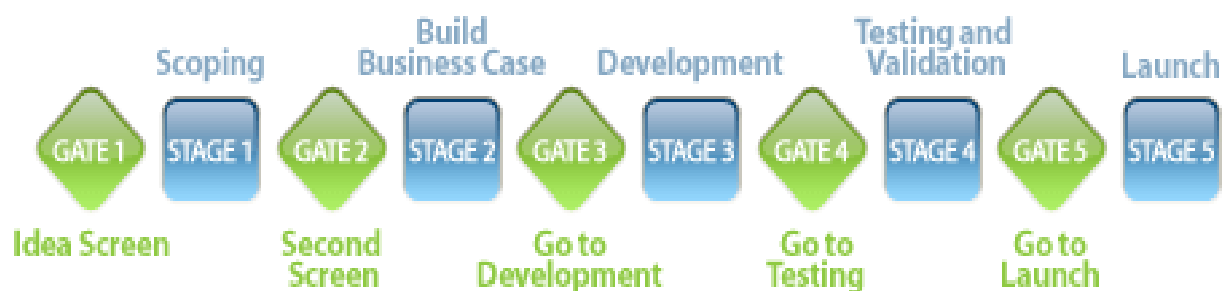 Scoping
Build
Business Case
Development
Testing and
Validation
Launch
GATE 1
STAGE 1
GATE 2
STAGE 2
GATE 3
STAGE 3
GATE 4
STAGE 4
GATE 5
STAGE 5
Idea Screen
Second
Screen
Go to
Development
Go to
Testing
Go to
Launch